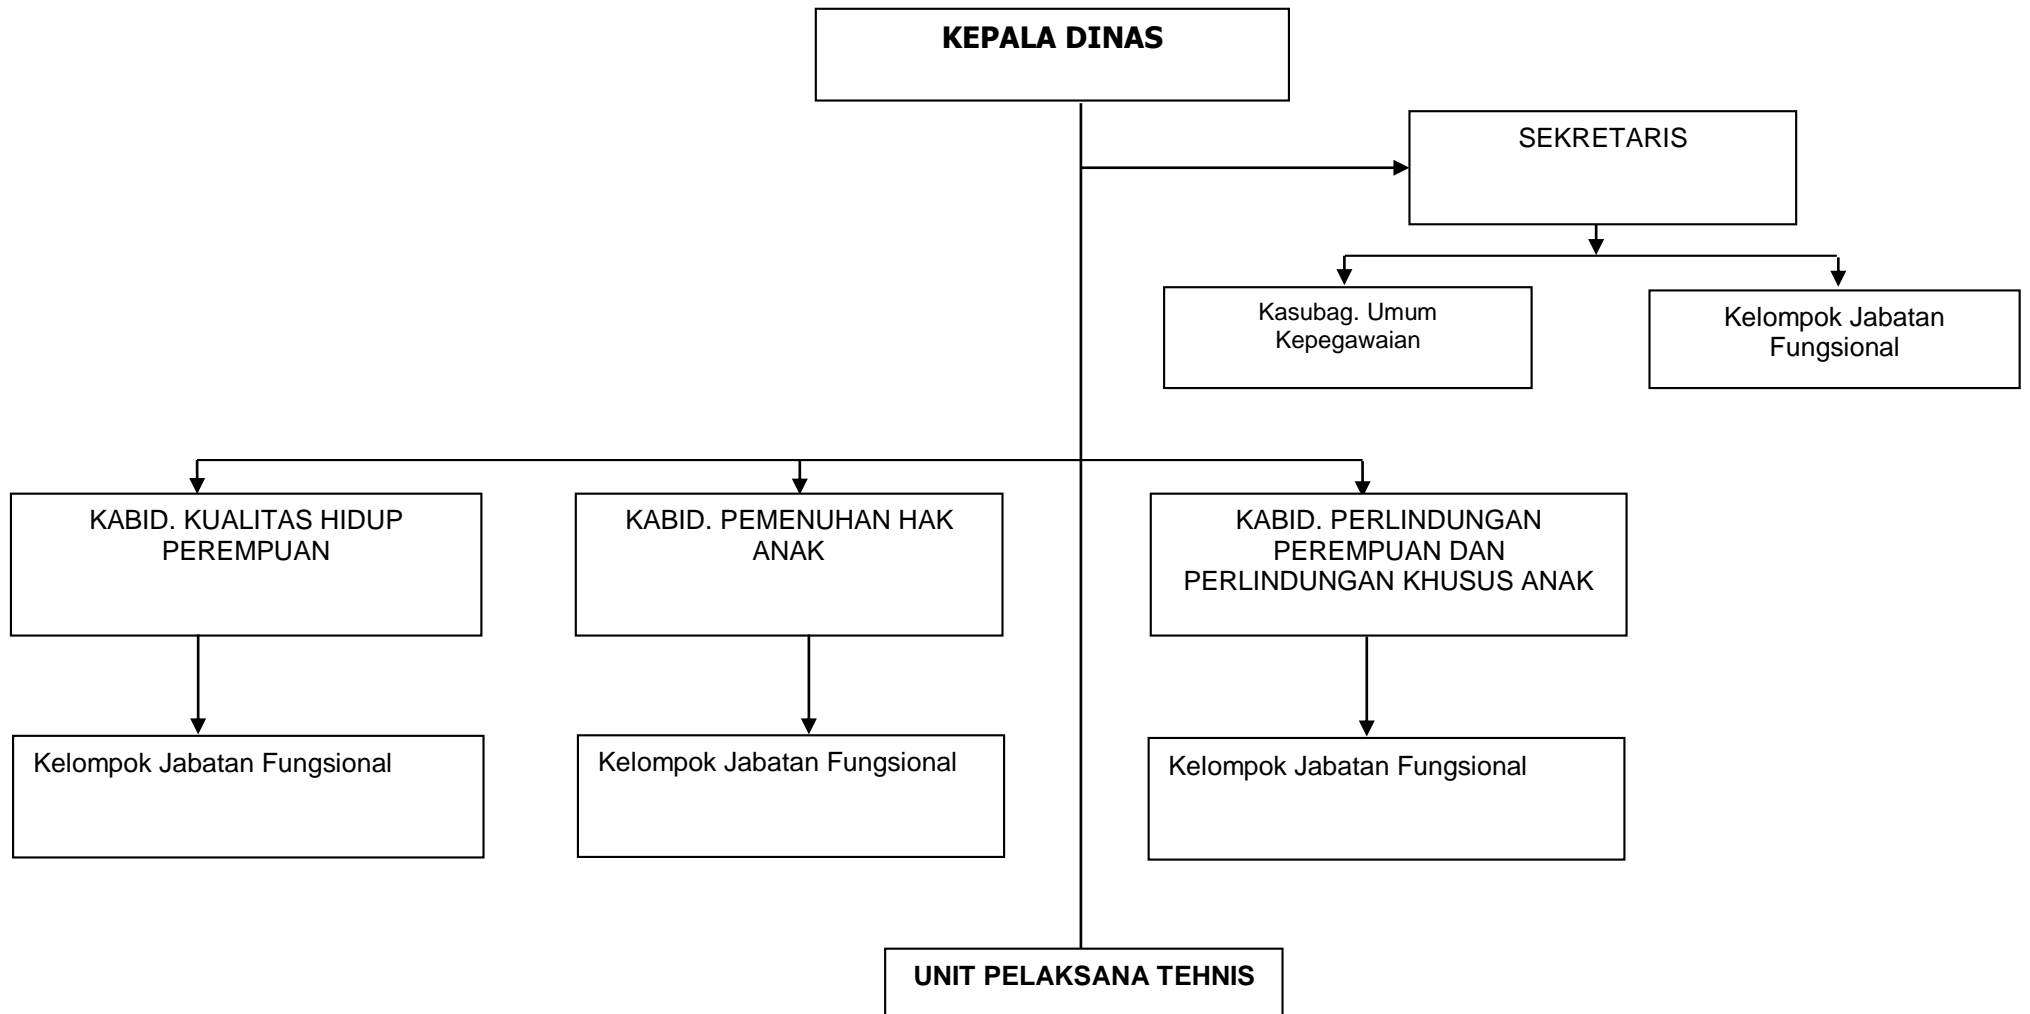 KEPALA DINAS
SEKRETARIS
Kasubag. Umum
Kepegawaian
Kelompok Jabatan
Fungsional
KABID. KUALITAS HIDUP
PEREMPUAN
KABID. PEMENUHAN HAK
ANAK
KABID. PERLINDUNGAN
PEREMPUAN DAN
PERLINDUNGAN KHUSUS ANAK
Kelompok Jabatan Fungsional
Kelompok Jabatan Fungsional
Kelompok Jabatan Fungsional
UNIT PELAKSANA TEHNIS